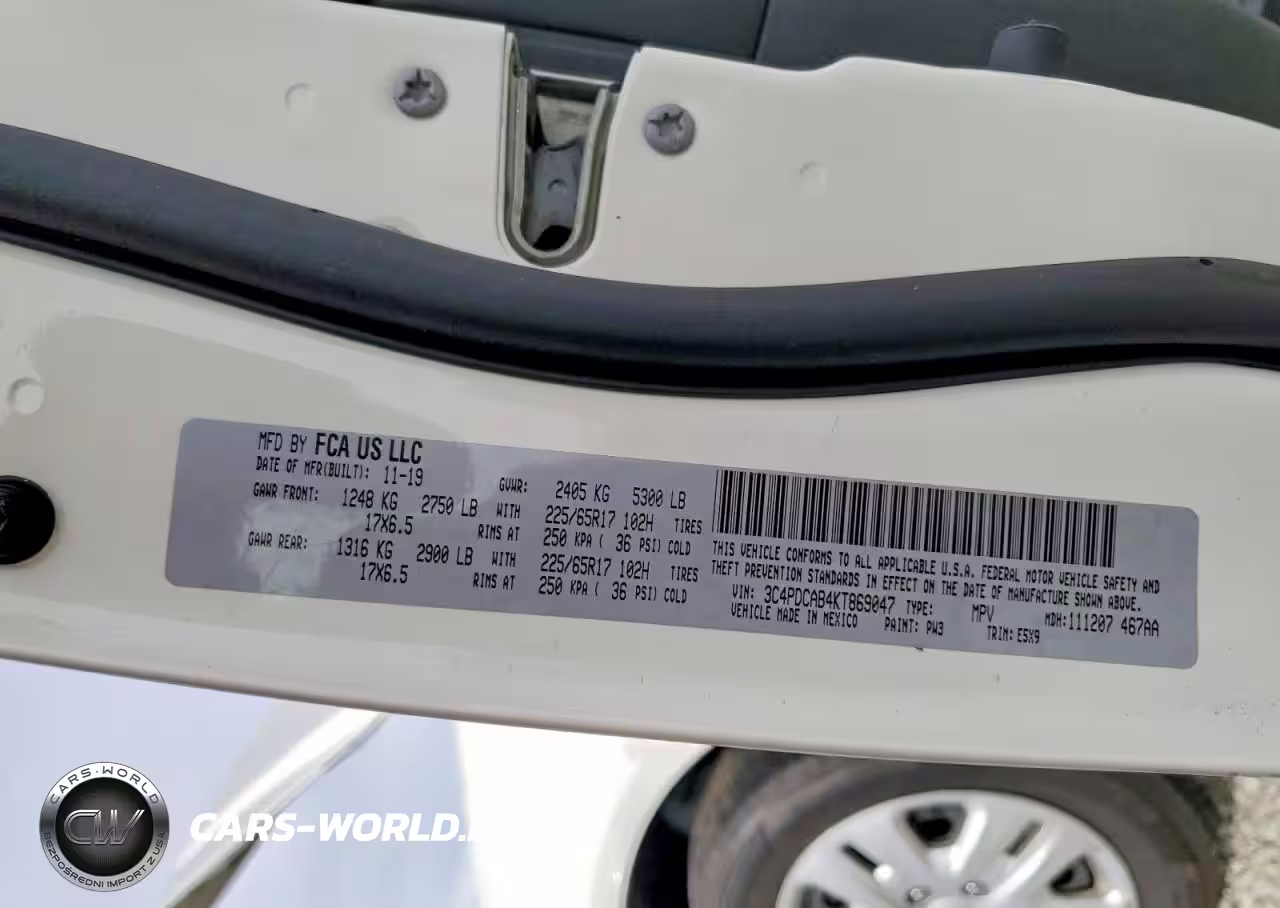 MFD BY FCA US LLC
DATE OF MFR(BUILT): 11-19 GVWR: 2405 KG 5300 LB
GAWR FRONT: 1248 KG 2750 LB WITH 225/65R17 102H TIRES
17X6.5 RIMS AT 250 KPA ( 36 PSI) COLD
GAWR REAR: 1316 KG 2900 LB WITH 225/65R17 102H TIRES
17X6.5 RIMS AT 250 KPA ( 36 PSI) COLD
THIS VEHICLE CONFORMS TO ALL APPLICABLE U.S.A. FEDERAL MOTOR VEHICLE SAFETY AND
THEFT PREVENTION STANDARDS IN EFFECT ON THE DATE OF MANUFACTURE SHOWN ABOVE.
VIN: 3C4PDCAB4KT869047 TYPE: MPV MDH:111207 467AA
VEHICLE MADE IN MEXICO PAINT: PW3 TRIM: E5X9
CARS-WORLD
CW
BEZPOŚREDNI IMPORT Z USA
CARS-WORLD.